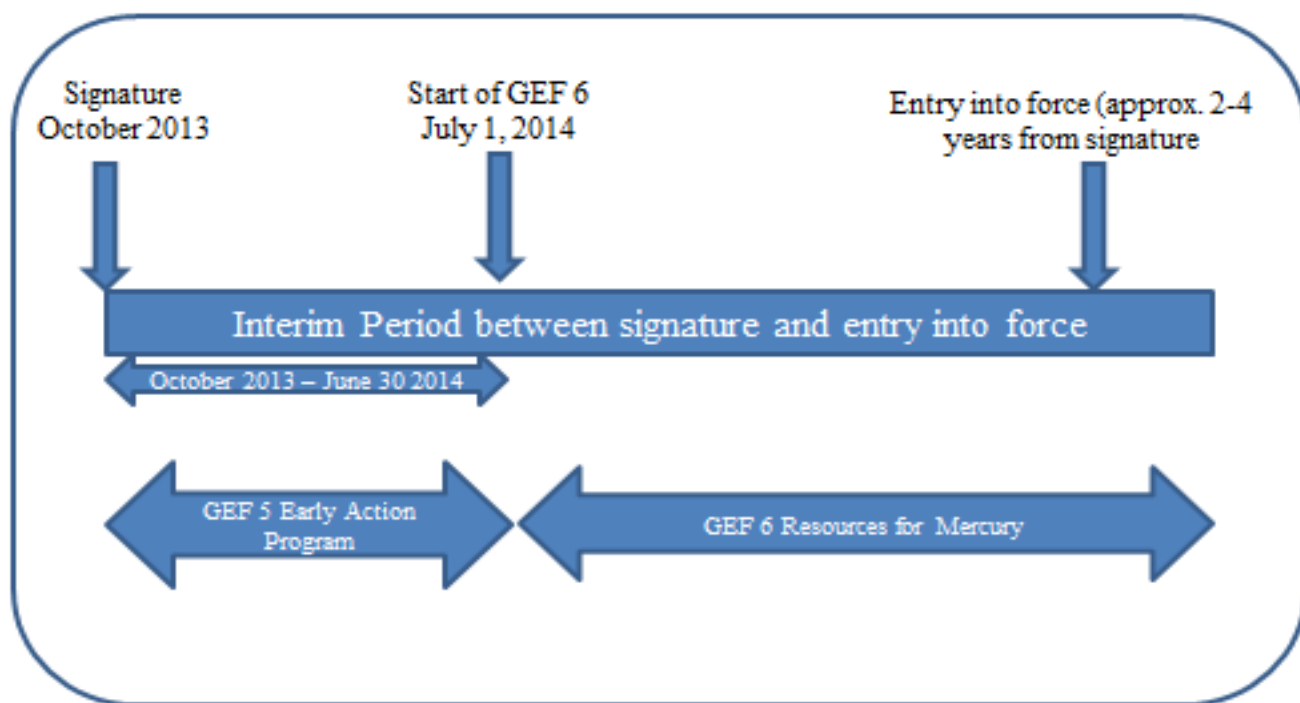 Signature
October 2013
Start of GEF 6
July 1, 2014
Entry into force (approx. 2-4
years from signature
Interim Period between signature and entry into force
October 2013 – June 30 2014
GEF 5 Early Action
Program
GEF 6 Resources for Mercury